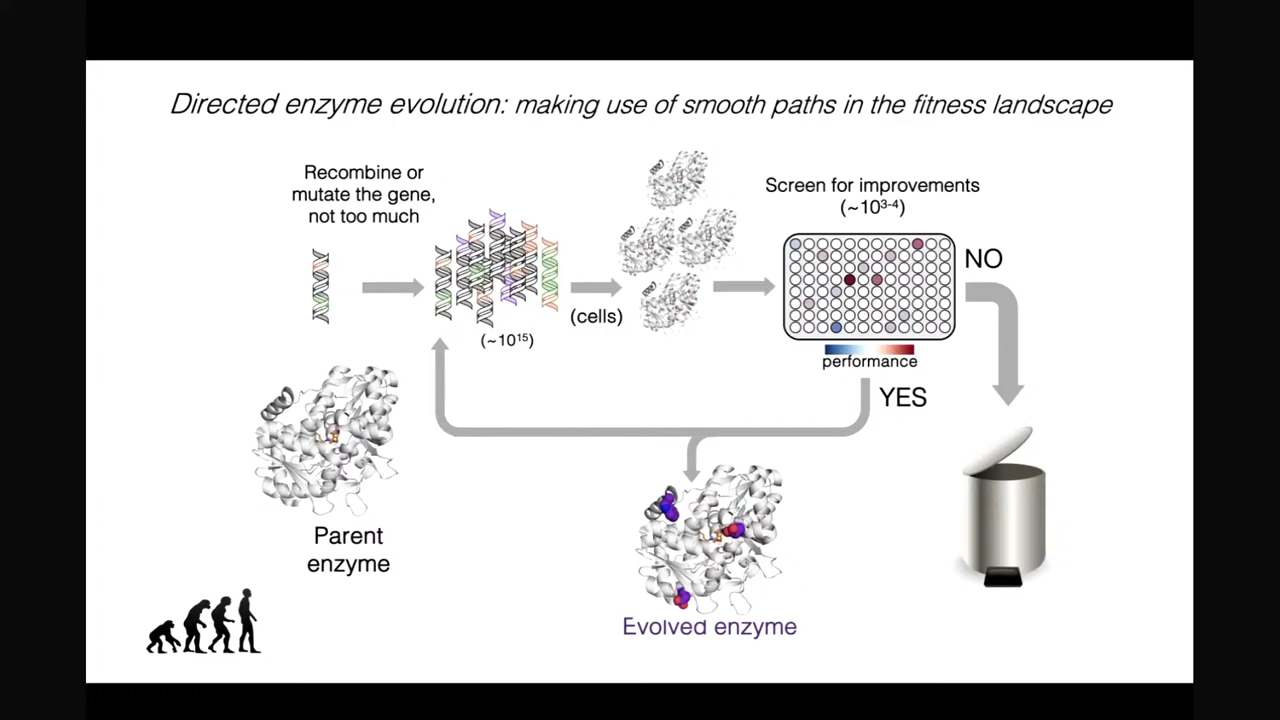 Directed enzyme evolution: making use of smooth paths in the fitness landscape
Recombine or
mutate the gene,
not too much
(~10¹⁵)
(cells)
Screen for improvements
(~10³⁻⁴)
performance
NO
YES
Parent
enzyme
Evolved enzyme